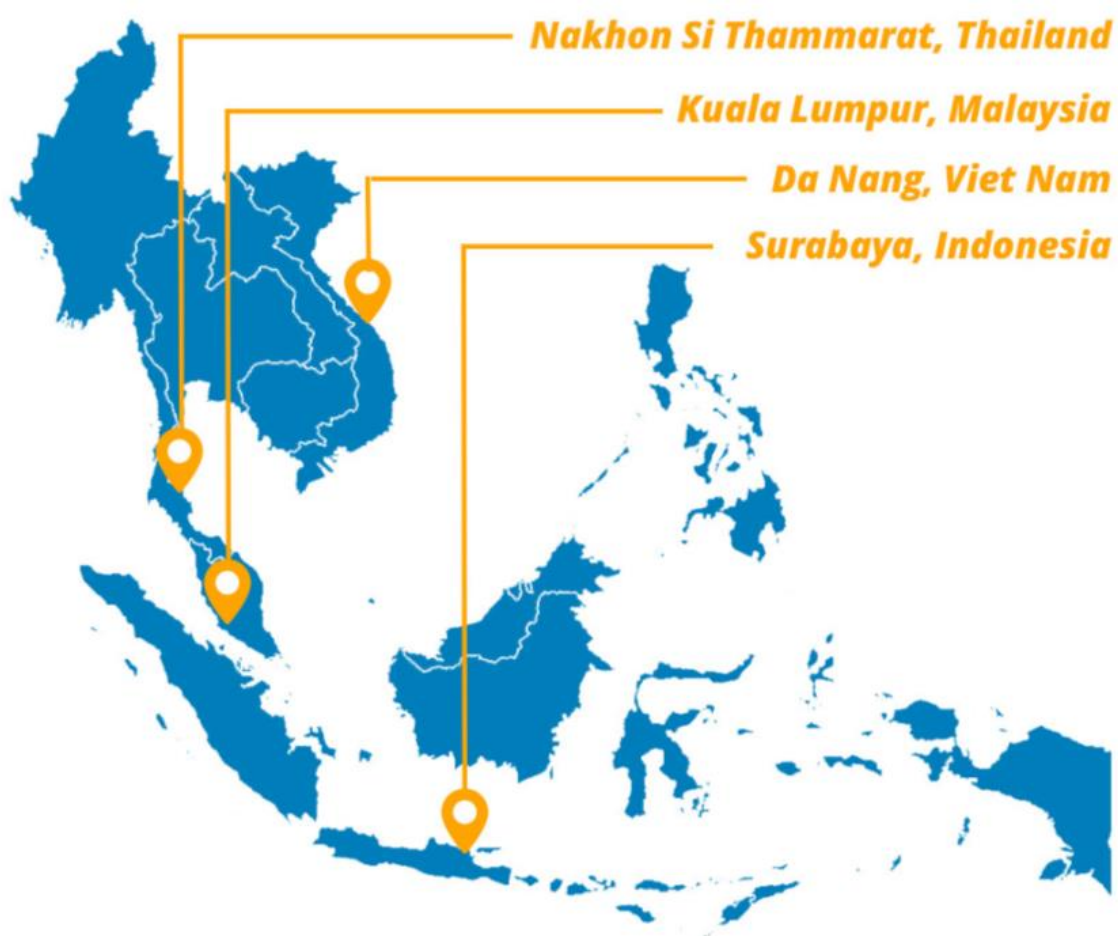 Nakhon Si Thammarat, Thailand
Kuala Lumpur, Malaysia
Da Nang, Viet Nam
Surabaya, Indonesia